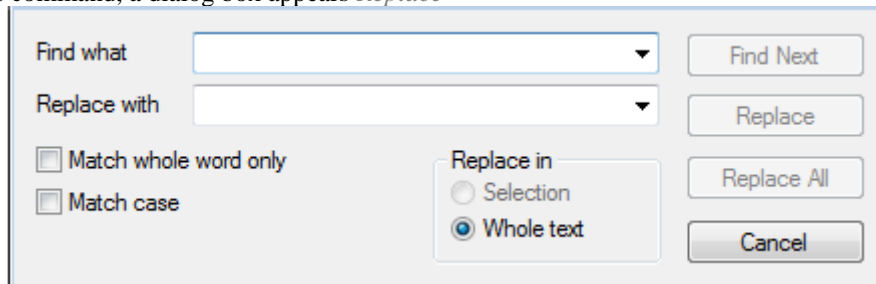 command, a dialog box appears Replace
Find what
Find Next
Replace with
Replace
Match whole word only
Replace in
Match case
Selection
Replace All
Whole text
Cancel